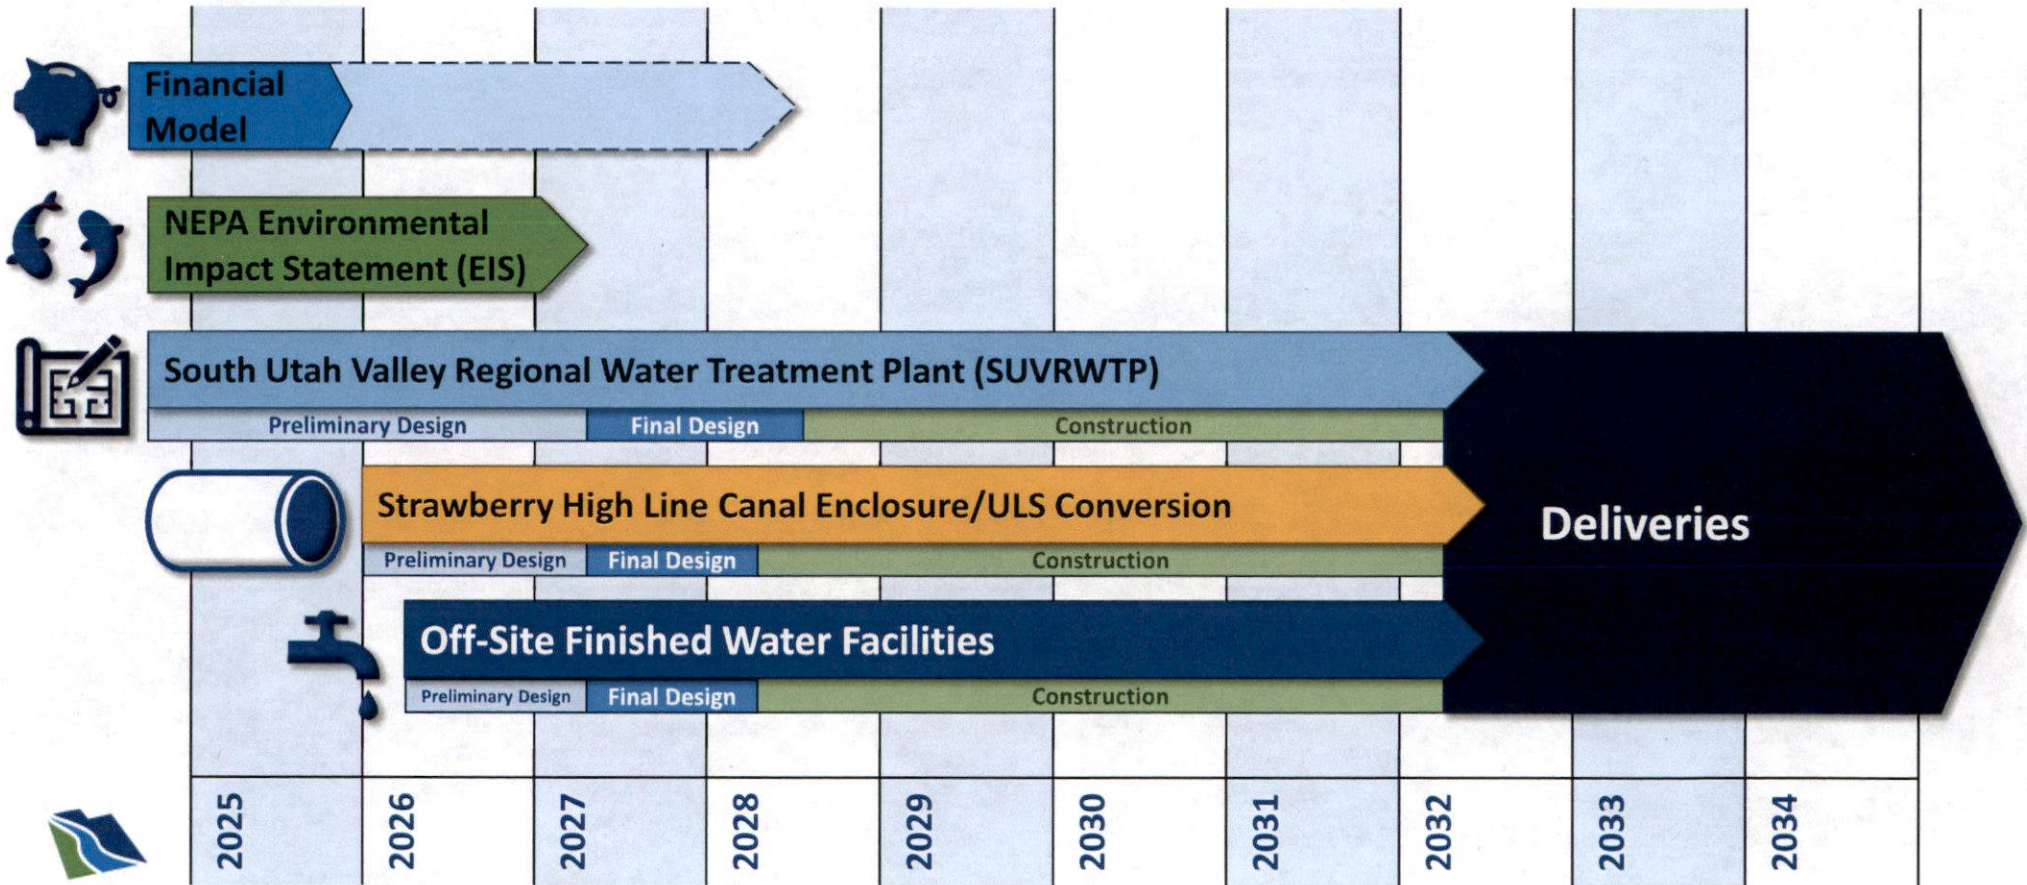 Financial
Model
NEPA Environmental
Impact Statement (EIS)
South Utah Valley Regional Water Treatment Plant (SUVRWTP)
Preliminary Design
Final Design
Construction
Strawberry High Line Canal Enclosure/ULS Conversion
Preliminary Design
Final Design
Construction
Off-Site Finished Water Facilities
Preliminary Design
Final Design
Construction
Deliveries
2025
2026
2027
2028
2029
2030
2031
2032
2033
2034